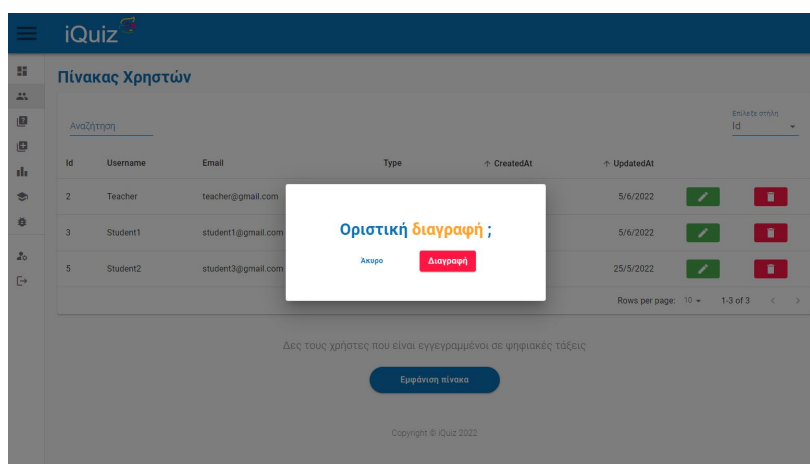 iQuiz
Πίνακας Χρηστών
Επίλεξε στήλη
Αναζήτηση
Id
Id Username Email Type ↑ CreatedAt ↑ UpdatedAt
2 Teacher teacher@gmail.com 5/6/2022
3 Student1 student1@gmail.com 5/6/2022
5 Student2 student3@gmail.com 25/5/2022
Οριστική διαγραφή ;
Άκυρο Διαγραφή
Rows per page: 10 1-3 of 3
Δες τους χρήστες που είναι εγγεγραμμένοι σε ψηφιακές τάξεις
Εμφάνιση πίνακα
Copyright © iQuiz 2022